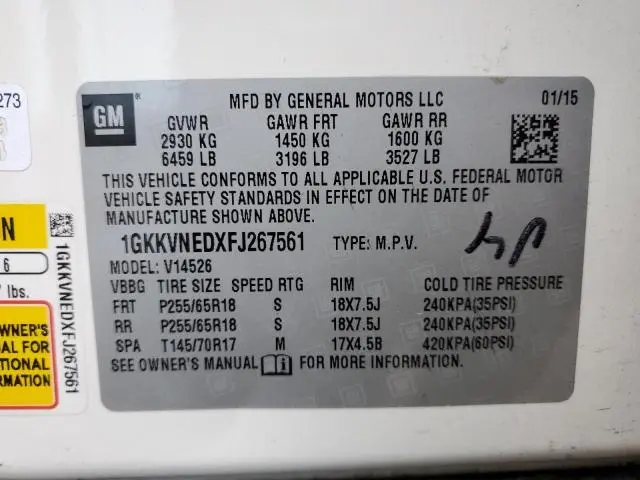 GM
MFD BY GENERAL MOTORS LLC 01/15
GVWR GAWR FRT GAWR RR
2930 KG 1450 KG 1600 KG
6459 LB 3196 LB 3527 LB
THIS VEHICLE CONFORMS TO ALL APPLICABLE U.S. FEDERAL MOTOR
VEHICLE SAFETY STANDARDS IN EFFECT ON THE DATE OF
MANUFACTURE SHOWN ABOVE.
1GKKVNEDXFJ267561 TYPE: M.P.V.
MODEL: V14526
VBBG TIRE SIZE SPEED RTG RIM COLD TIRE PRESSURE
FRT P255/65R18 S 18X7.5J 240KPA(35PSI)
RR P255/65R18 S 18X7.5J 240KPA(35PSI)
SPA T145/70R17 M 17X4.5B 420KPA(60PSI)
SEE OWNER'S MANUAL FOR MORE INFORMATION.
273
N
6
lbs.
WNER'S
AL FOR
TIONAL
RMATION
1GKKVNEDXFJ267561